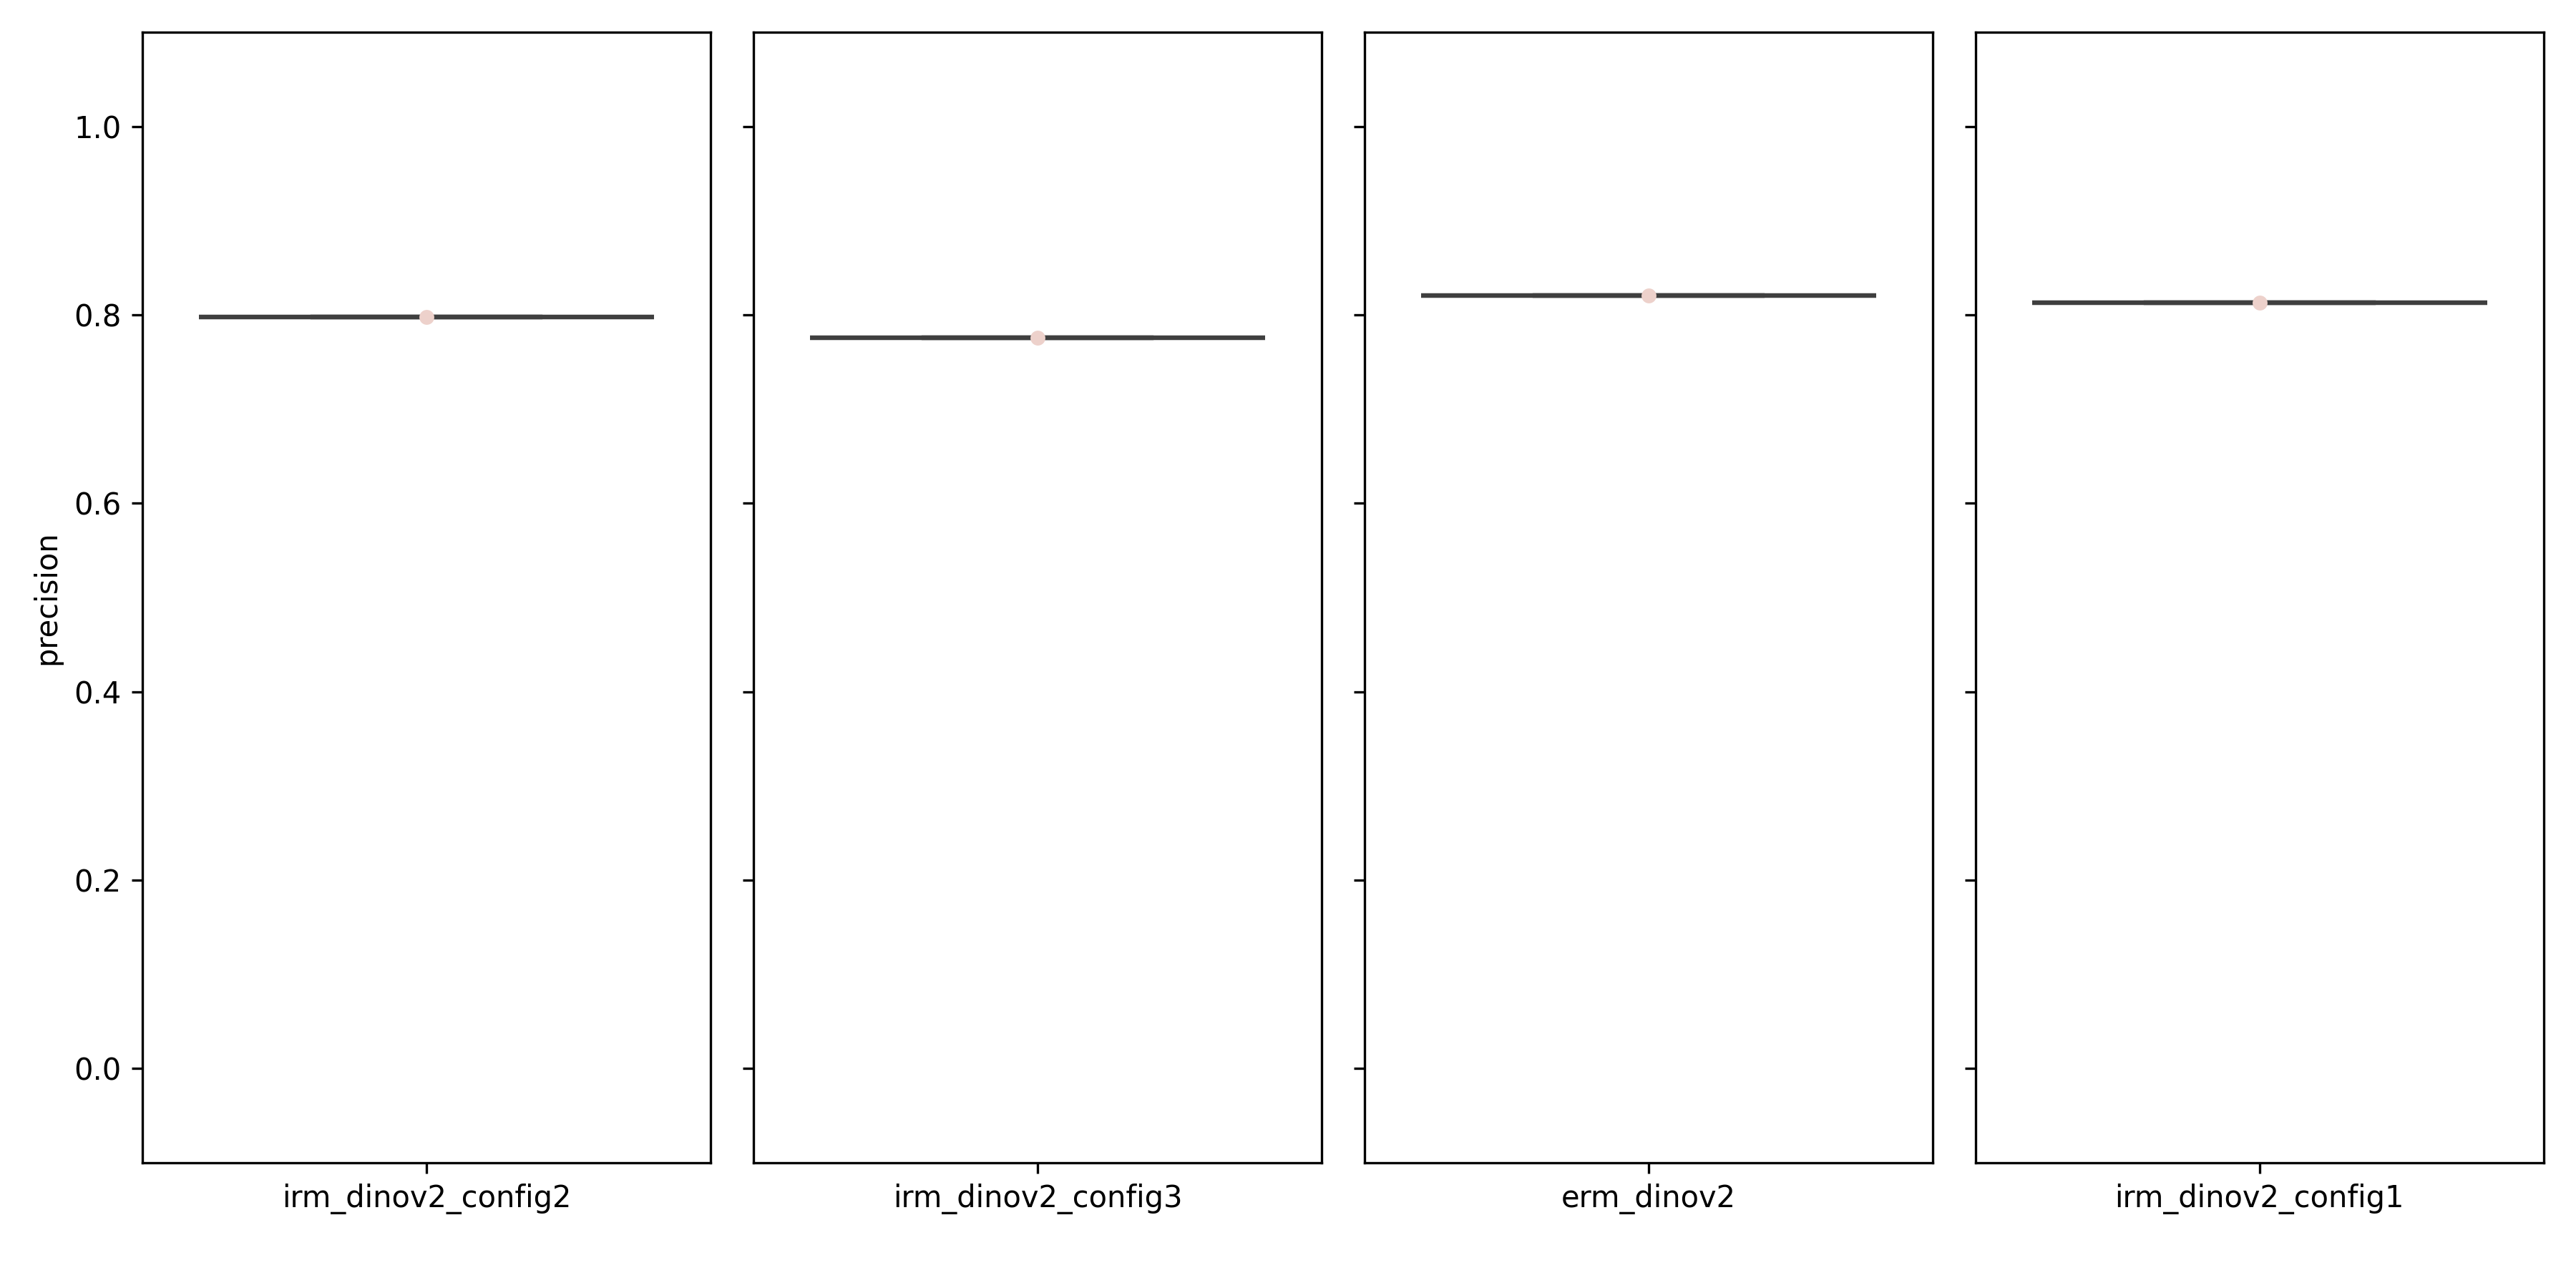 precision
1.0
0.8
0.6
0.4
0.2
0.0
irm_dinov2_config2
irm_dinov2_config3
erm_dinov2
irm_dinov2_config1